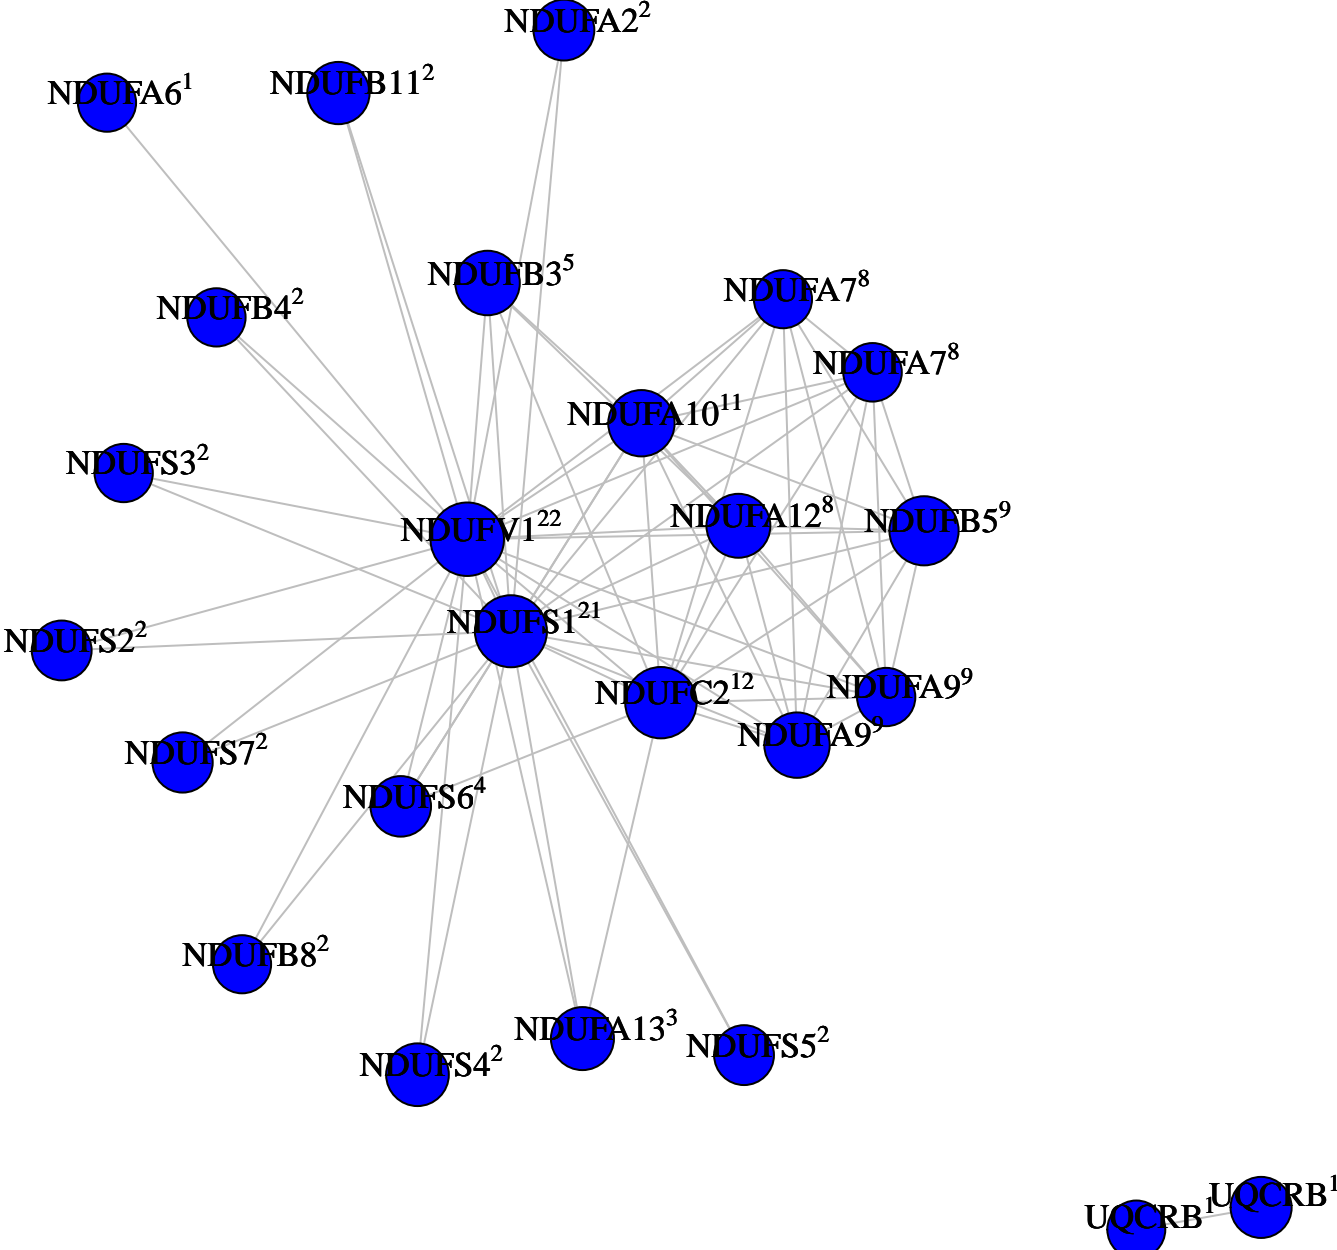 NDUFA2²
NDUFB11²
NDUFA6¹
NDUFB3⁵
NDUFA7⁸
NDUFB4²
NDUFA7⁸
NDUFA10¹¹
NDUFS3²
NDUFA12⁸
NDUFB5⁹
NDUFV1²²
NDUFS1²¹
NDUFS2²
NDUFC2¹²
NDUFA9⁹
NDUFA9⁹
NDUFS7²
NDUFS6⁴
NDUFB8²
NDUFA13³
NDUFS5²
NDUFS4²
UQCRB¹
UQCRB¹